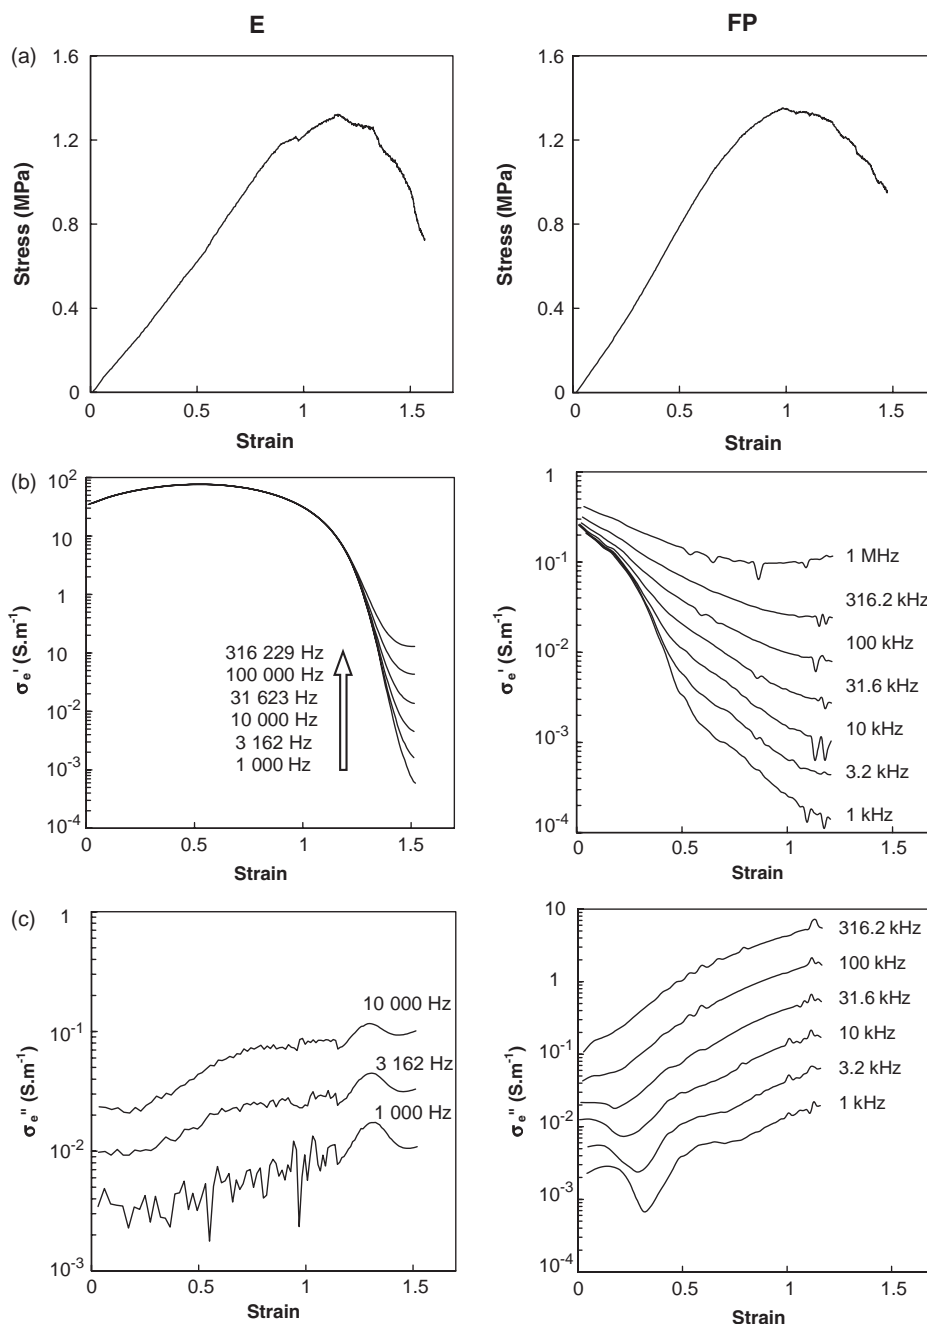 E
FP
(a)
1.6
1.2
0.8
0.4
0
Stress (MPa)
0
0.5
1
1.5
Strain
1.6
1.2
0.8
0.4
0
Stress (MPa)
0
0.5
1
1.5
Strain
(b)
10²
10
1
10⁻¹
10⁻²
10⁻³
10⁻⁴
σe' (S.m⁻¹)
316 229 Hz
100 000 Hz
31 623 Hz
10 000 Hz
3 162 Hz
1 000 Hz
0
0.5
1
1.5
Strain
1
10⁻¹
10⁻²
10⁻³
10⁻⁴
σe' (S.m⁻¹)
1 MHz
316.2 kHz
100 kHz
31.6 kHz
10 kHz
3.2 kHz
1 kHz
0
0.5
1
1.5
Strain
(c)
1
10⁻¹
10⁻²
10⁻³
σe'' (S.m⁻¹)
10 000 Hz
3 162 Hz
1 000 Hz
0
0.5
1
1.5
Strain
10
1
10⁻¹
10⁻²
10⁻³
10⁻⁴
σe'' (S.m⁻¹)
316.2 kHz
100 kHz
31.6 kHz
10 kHz
3.2 kHz
1 kHz
0
0.5
1
1.5
Strain